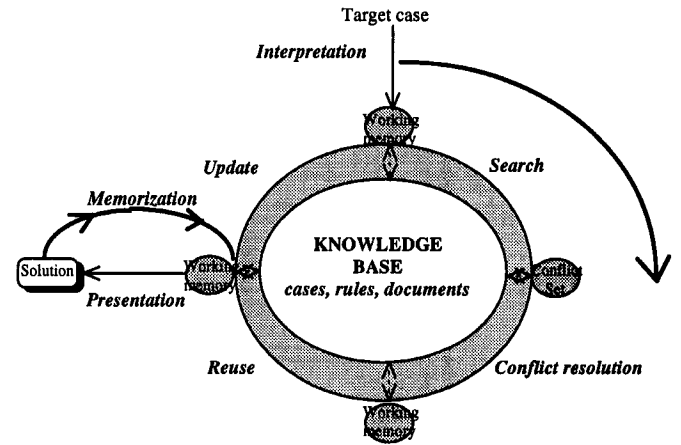 Target case
Interpretation
Working
memory
Update
Search
Memorization
KNOWLEDGE
BASE
cases, rules, documents
Solution
Working
memory
Conflict
Set
Presentation
Reuse
Conflict resolution
Working
memory